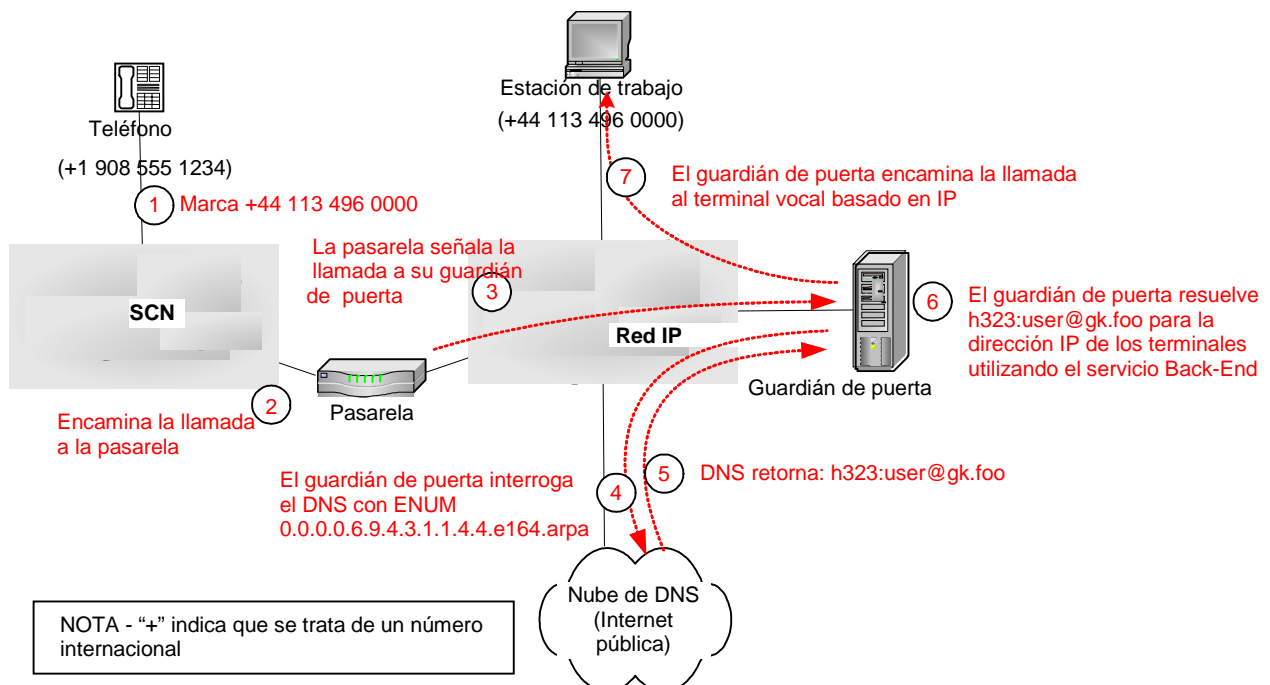 Estación de trabajo
(+44 113 496 0000)
Teléfono
(+1 908 555 1234)
1
Marca +44 113 496 0000
7
El guardián de puerta encamina la llamada
al terminal vocal basado en IP
La pasarela señala la
llamada a su guardián
de puerta
3
SCN
Red IP
6
El guardián de puerta resuelve
h323:user@gk.foo para la
dirección IP de los terminales
utilizando el servicio Back-End
Guardián de puerta
2
Encamina la llamada
a la pasarela
Pasarela
El guardián de puerta interroga
el DNS con ENUM
0.0.0.0.6.9.4.3.1.1.4.4.e164.arpa
4
5
DNS retorna: h323:user@gk.foo
Nube de DNS
(Internet
pública)
NOTA - “+” indica que se trata de un número
internacional